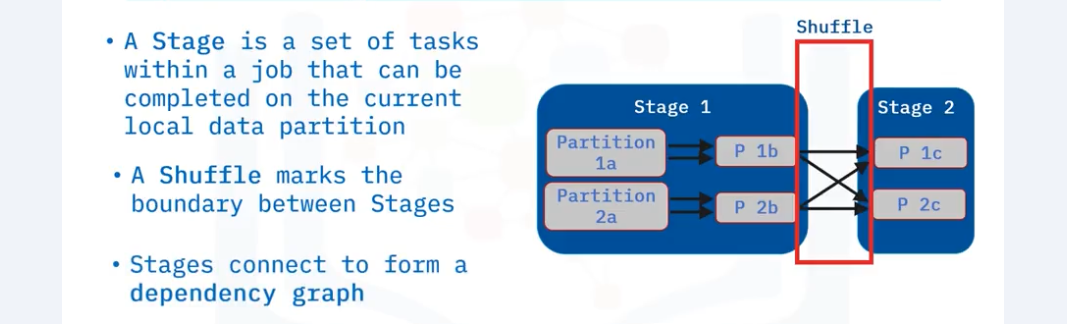 • A Stage is a set of tasks
within a job that can be
completed on the current
local data partition
• A Shuffle marks the
boundary between Stages
• Stages connect to form a
dependency graph
Shuffle
Stage 1
Partition
1a
P 1b
Partition
2a
P 2b
Stage 2
P 1c
P 2c